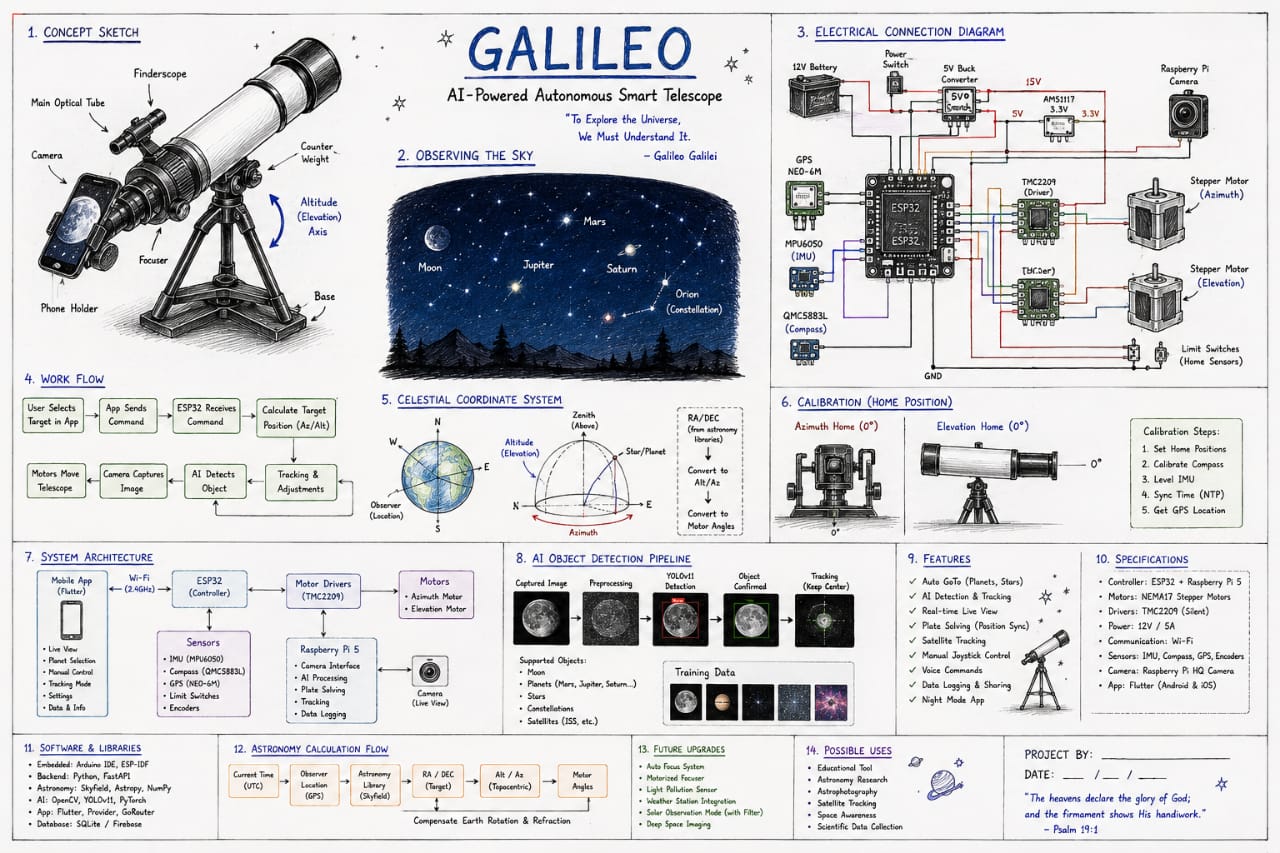 1. CONCEPT SKETCH
Finderscope
Main Optical Tube
Camera
Counter
Weight
Altitude
(Elevation)
Axis
Focuser
Base
Phone Holder
GALILEO
AI-Powered Autonomous Smart Telescope
"To Explore the Universe,
We Must Understand It.
– Galileo Galilei
2. OBSERVING THE SKY
Moon
Mars
Jupiter
Saturn
Orion
(Constellation)
3. ELECTRICAL CONNECTION DIAGRAM
12V Battery
Power
Switch
5V Buck
Converter
5V0
15V
5V
AMS1117
3.3V
3.3V
Raspberry Pi
Camera
GPS
NEO-6M
ESP32
ESP32
MPU6050
(IMU)
QMC5883L
(Compass)
TMC2209
(Driver)
Stepper Motor
(Azimuth)
Stepper Motor
(Elevation)
Limit Switches
(Home Sensors)
GND
4. WORK FLOW
User Selects
Target in App
App Sends
Command
ESP32 Receives
Command
Calculate Target
Position (Az/Alt)
Motors Move
Telescope
Camera Captures
Image
AI Detects
Object
Tracking &
Adjustments
5. CELESTIAL COORDINATE SYSTEM
N
W
E
S
Observer
(Location)
Zenith
(Above)
Altitude
(Elevation)
Star/Planet
N
E
Azimuth
RA/DEC
(from astronomy
libraries)
Convert to
Alt/Az
Convert to
Motor Angles
6. CALIBRATION (HOME POSITION)
Azimuth Home (0°)
0°
Elevation Home (0°)
0°
Calibration Steps:
1. Set Home Positions
2. Calibrate Compass
3. Level IMU
4. Sync Time (NTP)
5. Get GPS Location
7. SYSTEM ARCHITECTURE
Mobile App
(Flutter)
• Live View
• Planet Selection
• Manual Control
• Tracking Mode
• Settings
• Data & Info
Wi-Fi
(2.4GHz)
ESP32
(Controller)
Sensors
• IMU (MPU6050)
• Compass (QMC5883L)
• GPS (NEO-6M)
• Limit Switches
• Encoders
Motor Drivers
(TMC2209)
Raspberry Pi 5
• Camera Interface
• AI Processing
• Plate Solving
• Tracking
• Data Logging
Motors
• Azimuth Motor
• Elevation Motor
Camera
(Live View)
8. AI OBJECT DETECTION PIPELINE
Captured Image
Preprocessing
YOLOv11
Detection
Object
Confirmed
Tracking
(Keep Center)
Supported Objects:
• Moon
• Planets (Mars, Jupiter, Saturn...)
• Stars
• Constellations
• Satellites (ISS, etc.)
Training Data
9. FEATURES
✓ Auto GoTo (Planets, Stars)
✓ AI Detection & Tracking
✓ Real-time Live View
✓ Plate Solving (Position Sync)
✓ Satellite Tracking
✓ Manual Joystick Control
✓ Voice Commands
✓ Data Logging & Sharing
✓ Night Mode App
10. SPECIFICATIONS
• Controller: ESP32 + Raspberry Pi 5
• Motors: NEMA17 Stepper Motors
• Drivers: TMC2209 (Silent)
• Power: 12V / 5A
• Communication: Wi-Fi
• Sensors: IMU, Compass, GPS, Encoders
• Camera: Raspberry Pi HQ Camera
• App: Flutter (Android & iOS)
11. SOFTWARE & LIBRARIES
• Embedded: Arduino IDE, ESP-IDF
• Backend: Python, FastAPI
• Astronomy: Skyfield, Astropy, NumPy
• AI: OpenCV, YOLOv11, PyTorch
• App: Flutter, Provider, GoRouter
• Database: SQLite / Firebase
12. ASTRONOMY CALCULATION FLOW
Current Time
(UTC)
Observer
Location
(GPS)
Astronomy
Library
(Skyfield)
RA / DEC
(Target)
Alt / Az
(Topocentric)
Motor
Angles
Compensate Earth Rotation & Refraction
13. FUTURE UPGRADES
• Auto Focus System
• Motorized Focuser
• Light Pollution Sensor
• Weather Station Integration
• Solar Observation Mode (with Filter)
• Deep Space Imaging
14. POSSIBLE USES
• Educational Tool
• Astronomy Research
• Astrophotography
• Satellite Tracking
• Space Awareness
• Scientific Data Collection
PROJECT BY:
DATE: __ / __ / __
"The heavens declare the glory of God;
and the firmament shows His handiwork."
– Psalm 19:1